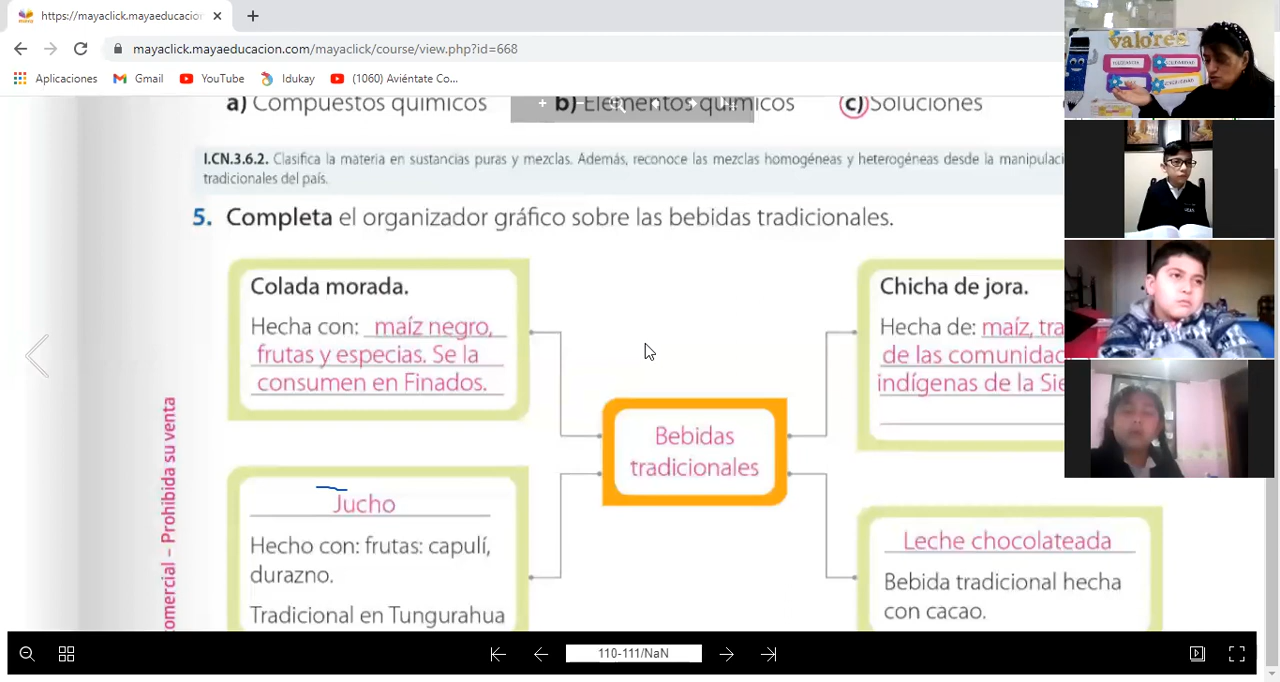 https://mayaclick.mayaeducacion
mayaclick.mayaeducacion.com/mayaclick/course/view.php?id=668
Aplicaciones
Gmail
YouTube
Idukay
(1050) Aviéntate Co...
a) Compuestos químicos
b) Elementos químicos
c) Soluciones
I.CN.3.6.2. Clasifica la materia en sustancias puras y mezclas. Además, reconoce las mezclas homogéneas y heterogéneas desde la manipulaci
tradicionales del país.
5. Completa el organizador gráfico sobre las bebidas tradicionales.
Colada morada.
Hecha con: maíz negro,
frutas y especias. Se la
consumen en Finados.
Chicha de jora.
Hecha de: maíz, tra
de las comunidad
indígenas de la Sie
Bebidas
tradicionales
Jucho
Hecho con: frutas: capulí,
durazno.
Tradicional en Tungurahua
Leche chocolateada
Bebida tradicional hecha
con cacao.
omercial – Prohibida su venta
110-111/NaN
valores